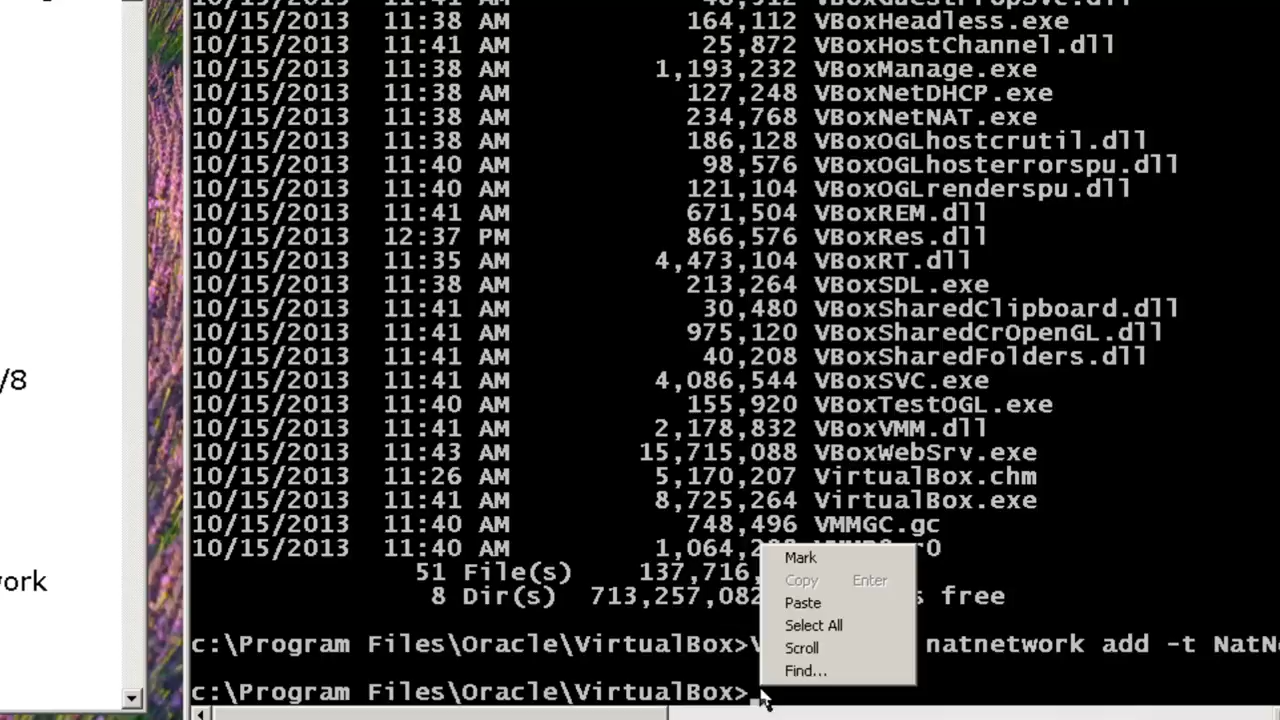 VBoxGuestPropSvc.dll
10/15/2013 11:38 AM 164,112 VBoxHeadless.exe
10/15/2013 11:41 AM 25,872 VBoxHostChannel.dll
10/15/2013 11:38 AM 1,193,232 VBoxManage.exe
10/15/2013 11:38 AM 127,248 VBoxNetDHCP.exe
10/15/2013 11:38 AM 234,768 VBoxNetNAT.exe
10/15/2013 11:38 AM 186,128 VBoxOGLhostcrutil.dll
10/15/2013 11:40 AM 98,576 VBoxOGLhosterrorspu.dll
10/15/2013 11:40 AM 121,104 VBoxOGLrenderspu.dll
10/15/2013 11:41 AM 671,504 VBoxREM.dll
10/15/2013 12:37 PM 866,576 VBoxRes.dll
10/15/2013 11:35 AM 4,473,104 VBoxRT.dll
10/15/2013 11:38 AM 213,264 VBoxSDL.exe
10/15/2013 11:41 AM 30,480 VBoxSharedClipboard.dll
10/15/2013 11:41 AM 975,120 VBoxSharedCrOpenGL.dll
10/15/2013 11:41 AM 40,208 VBoxSharedFolders.dll
/8
10/15/2013 11:41 AM 4,086,544 VBoxSVC.exe
10/15/2013 11:40 AM 155,920 VBoxTestOGL.exe
10/15/2013 11:41 AM 2,178,832 VBoxVMM.dll
10/15/2013 11:43 AM 15,715,088 VBoxWebSrv.exe
10/15/2013 11:26 AM 5,170,207 VirtualBox.chm
10/15/2013 11:41 AM 8,725,264 VirtualBox.exe
10/15/2013 11:40 AM 748,496 VMMGC.gc
10/15/2013 11:40 AM 1,064,2
51 File(s) 137,716,
ork
8 Dir(s) 713,257,082 s free
c:\Program Files\Oracle\VirtualBox> natnetwork add -t NatN
c:\Program Files\Oracle\VirtualBox>
Mark
Copy Enter
Paste
Select All
Scroll
Find...